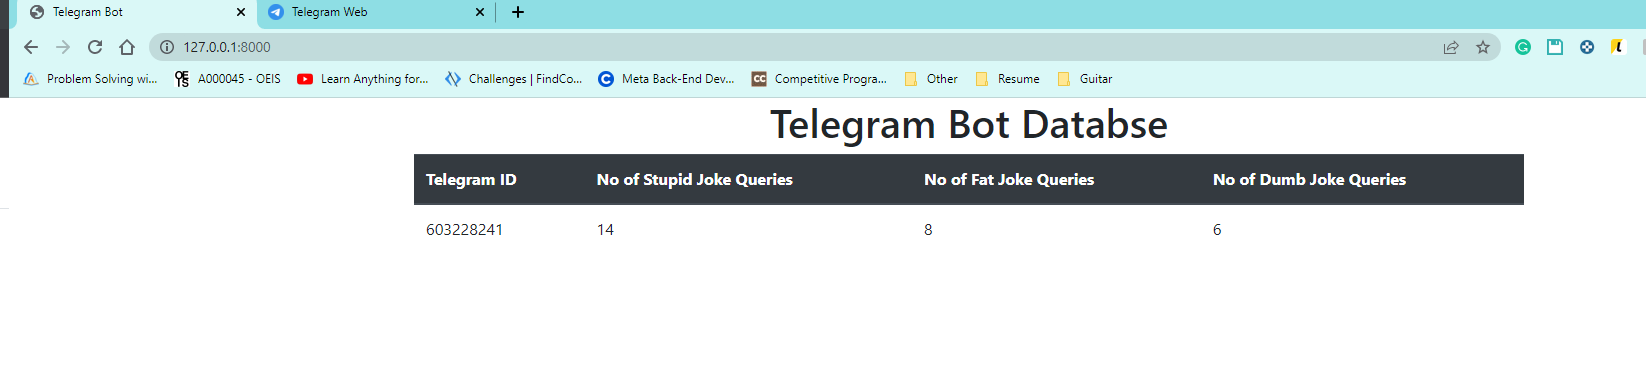 Telegram Bot
Telegram Web
127.0.0.1:8000
Problem Solving wi...
A000045 - OEIS
Learn Anything for...
Challenges | FindCo...
Meta Back-End Dev...
Competitive Progra...
Other
Resume
Guitar
Telegram Bot Databse
Telegram ID No of Stupid Joke Queries No of Fat Joke Queries No of Dumb Joke Queries
603228241 14 8 6